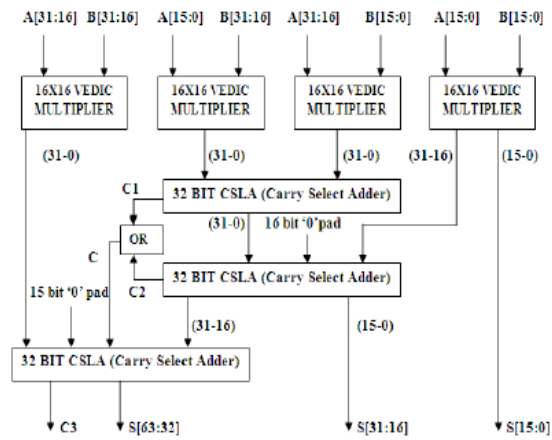 A[31:16] B[31:16] A[15:0] B[31:16] A[31:16] B[15:0] A[15:0] B[15:0]
16X16 VEDIC MULTIPLIER
16X16 VEDIC MULTIPLIER
16X16 VEDIC MULTIPLIER
16X16 VEDIC MULTIPLIER
(31-0) (31-0) (31-0) (31-16) (15-0)
C1
32 BIT CSLA (Carry Select Adder)
OR
(31-0)
16 bit ‘0’pad
C
C2
32 BIT CSLA (Carry Select Adder)
15 bit ‘0’ pad
(31-16)
(15-0)
32 BIT CSLA (Carry Select Adder)
C3 S[63:32] S[31:16] S[15:0]